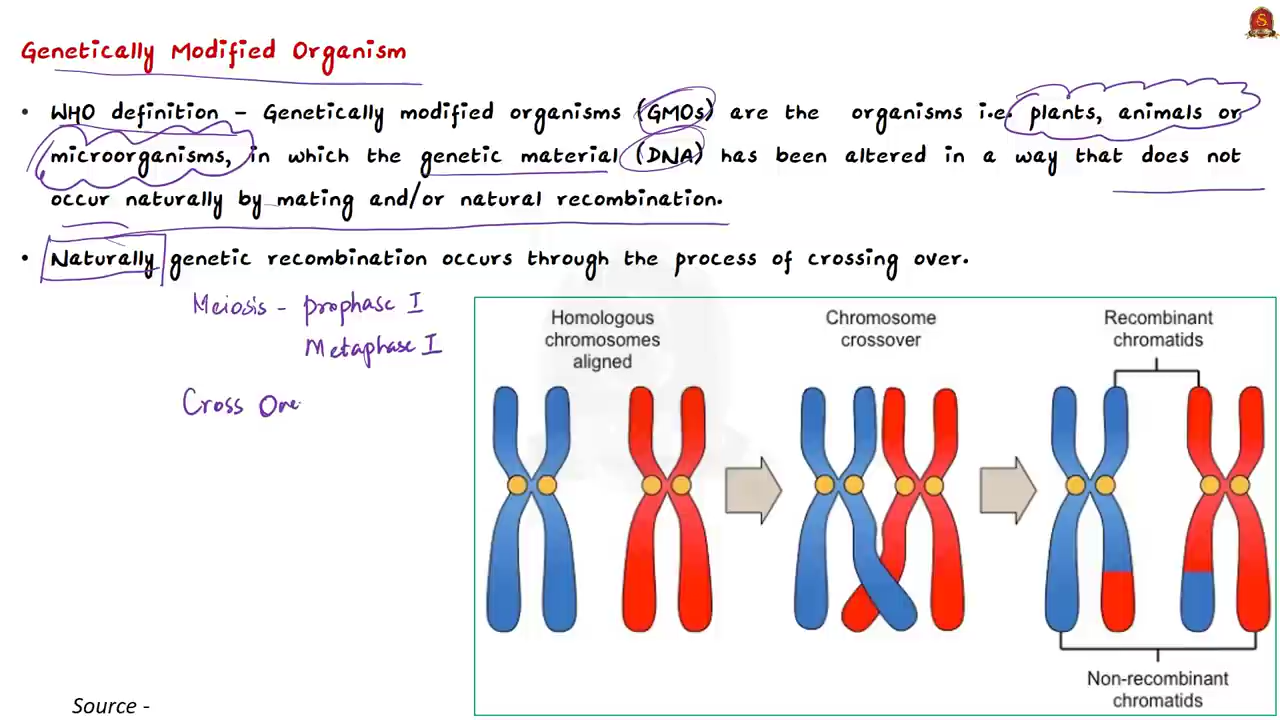 Genetically Modified Organism
• WHO definition – Genetically modified organisms (GMOs) are the organisms i.e. plants, animals or
microorganisms, in which the genetic material (DNA) has been altered in a way that does not
occur naturally by mating and/or natural recombination.
• Naturally genetic recombination occurs through the process of crossing over.
Meiosis - prophase I
Metaphase I
Cross Ove
Homologous
chromosomes
aligned
Chromosome
crossover
Recombinant
chromatids
Non-recombinant
chromatids
Source -